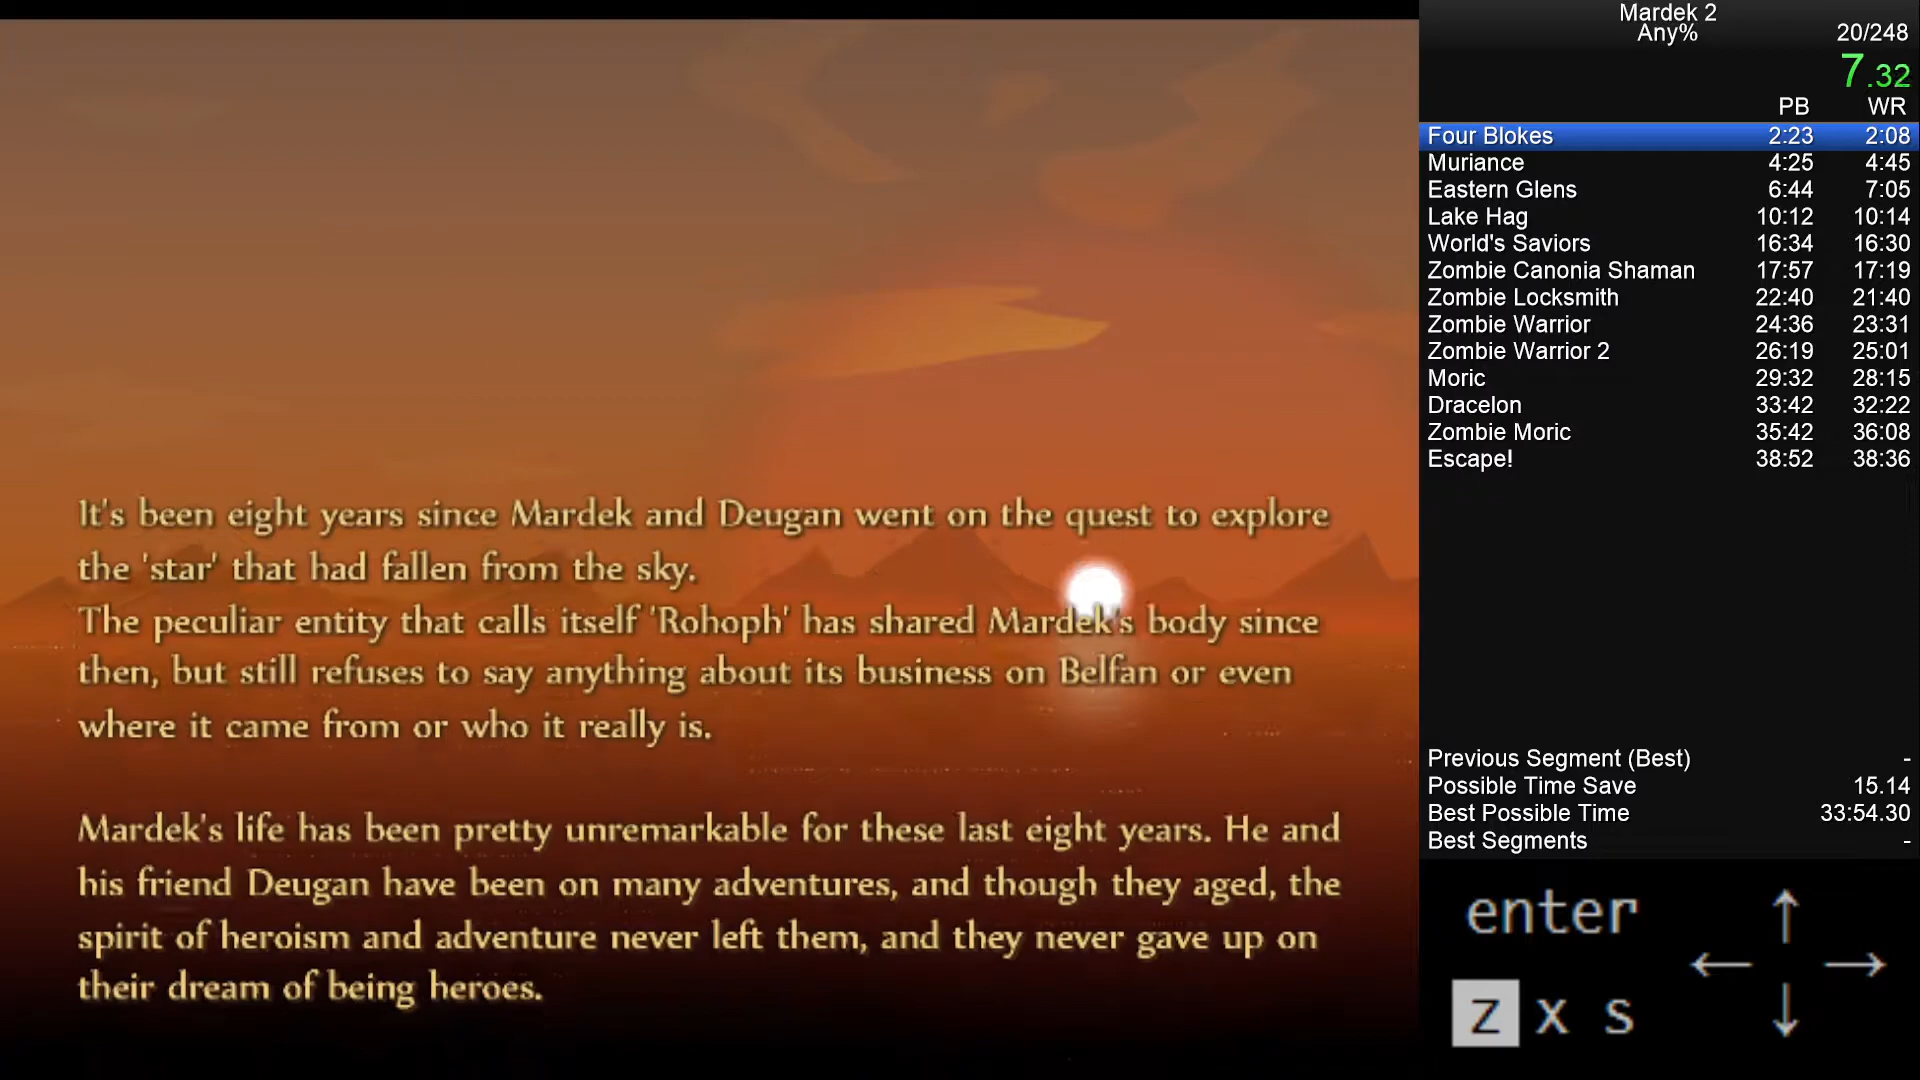 It's been eight years since Mardek and Deugan went on the quest to explore
the 'star' that had fallen from the sky.
The peculiar entity that calls itself 'Rohoph' has shared Mardek's body since
then, but still refuses to say anything about its business on Belfan or even
where it came from or who it really is.
Mardek's life has been pretty unremarkable for these last eight years. He and
his friend Deugan have been on many adventures, and though they aged, the
spirit of heroism and adventure never left them, and they never gave up on
their dream of being heroes.
Mardek 2
Any% 20/248
7.32
PB WR
Four Blokes 2:23 2:08
Muriance 4:25 4:45
Eastern Glens 6:44 7:05
Lake Hag 10:12 10:14
World's Saviors 16:34 16:30
Zombie Canonia Shaman 17:57 17:19
Zombie Locksmith 22:40 21:40
Zombie Warrior 24:36 23:31
Zombie Warrior 2 26:19 25:01
Moric 29:32 28:15
Dracelon 33:42 32:22
Zombie Moric 35:42 36:08
Escape! 38:52 38:36
Previous Segment (Best) -
Possible Time Save 15.14
Best Possible Time 33:54.30
Best Segments -
enter ↑
← →
z x s ↓